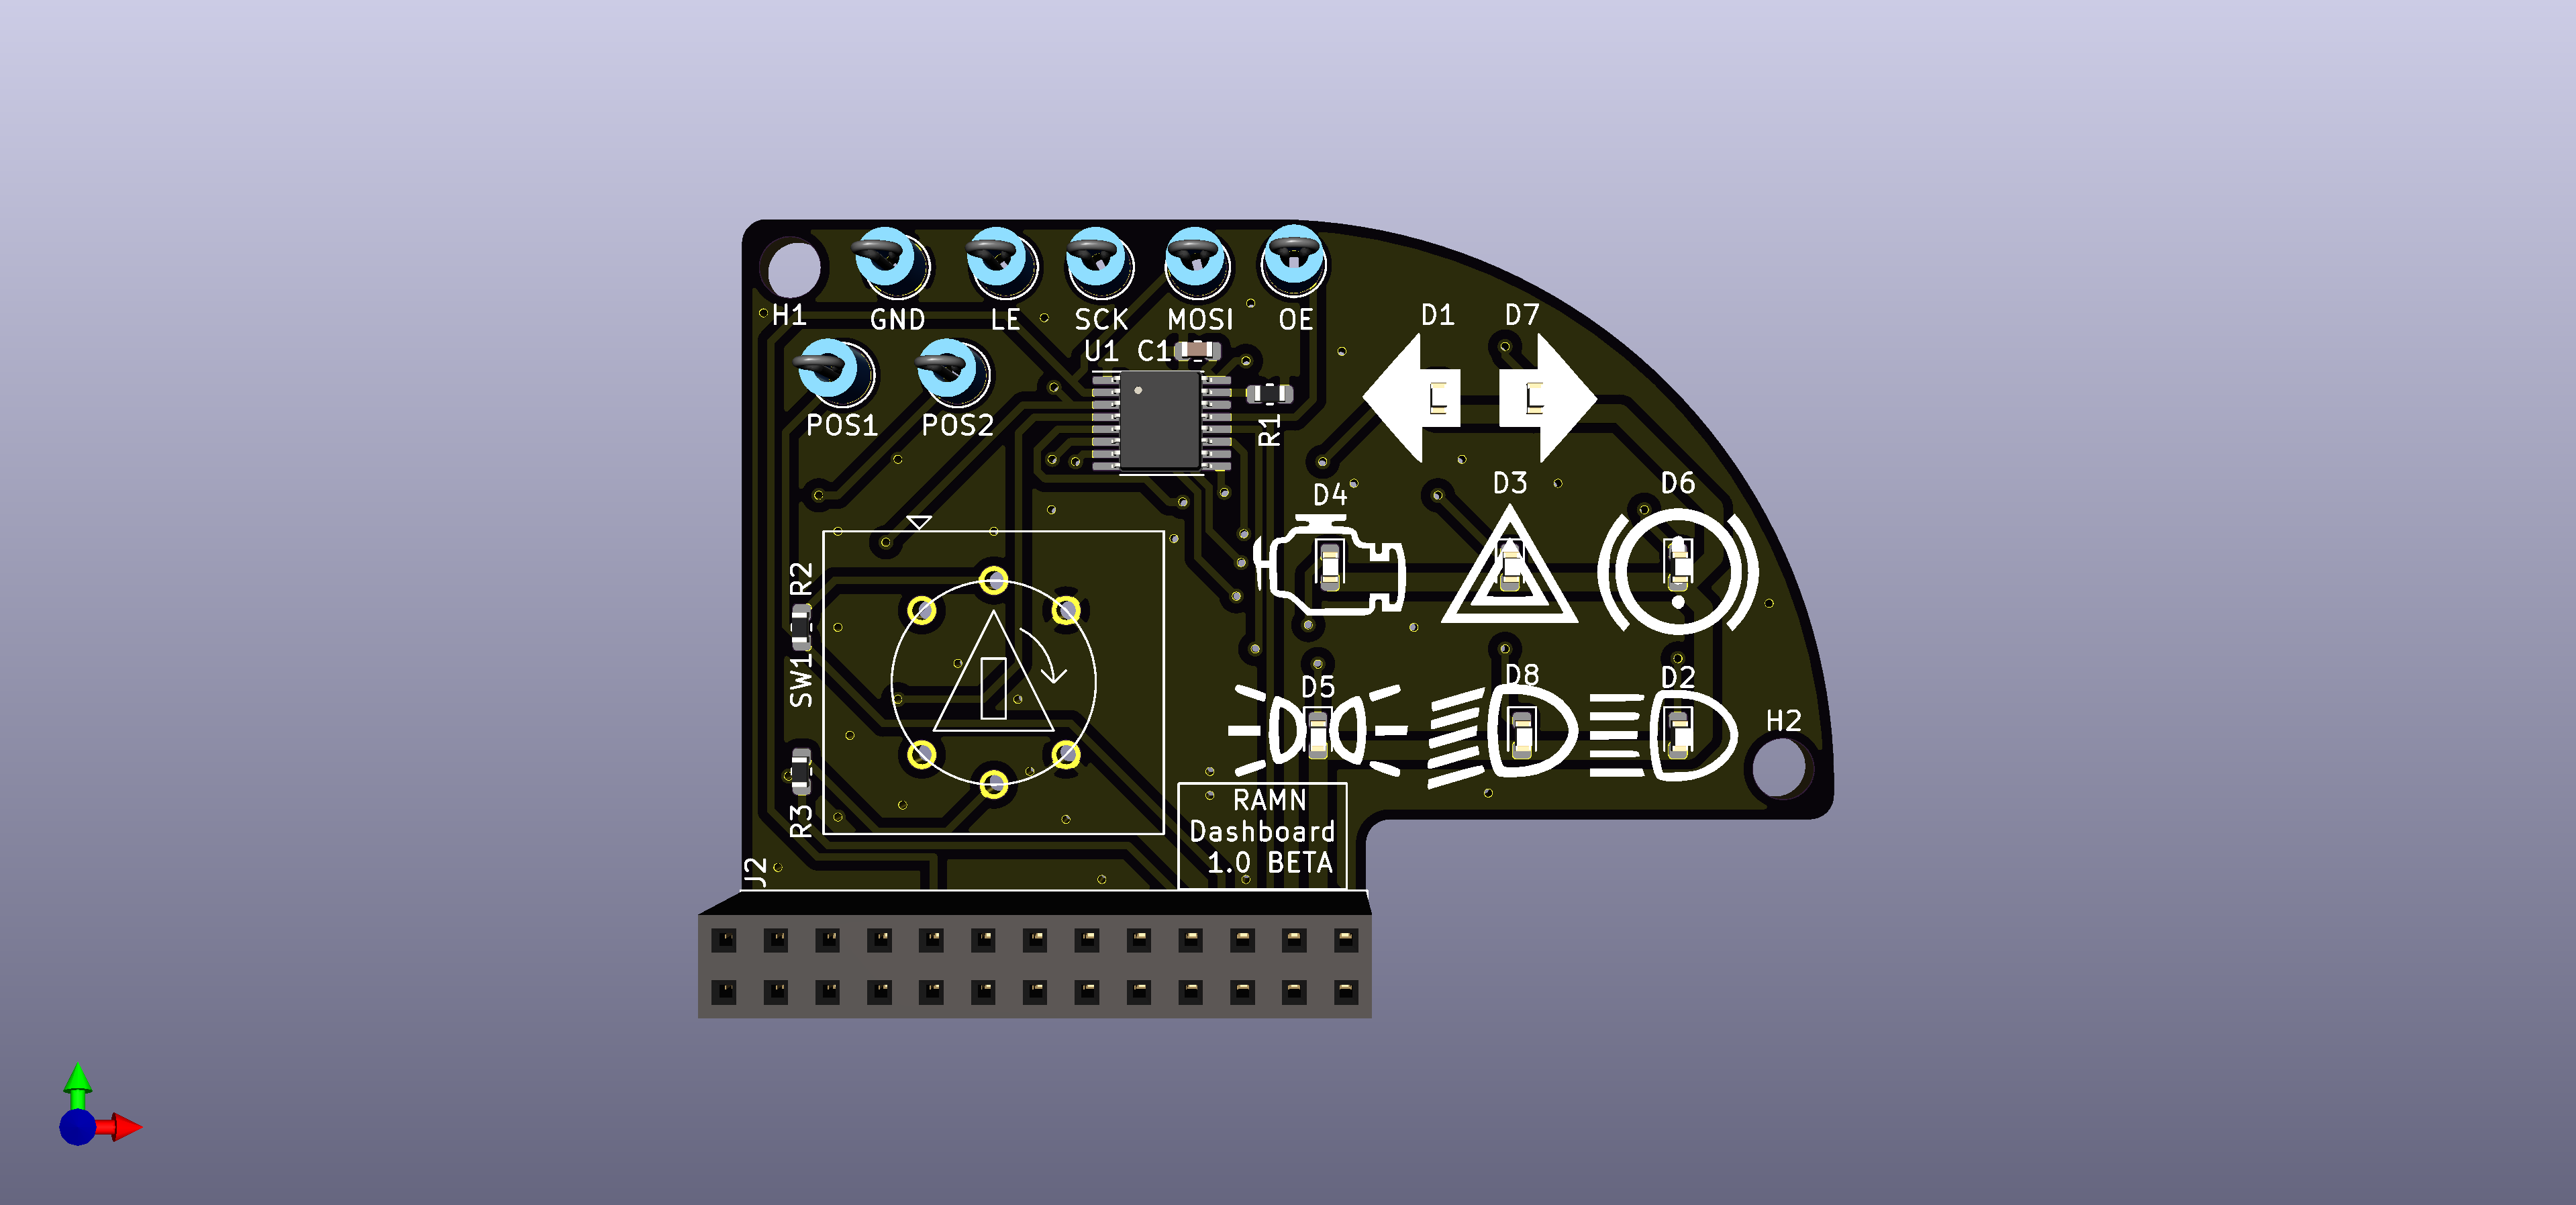 H1
GND
LE
SCK
MOSI
OE
D1
D7
U1
C1
POS1
POS2
R1
D4
D3
D6
R2
SW1
D5
D8
D2
H2
R3
RAMN
Dashboard
1.0 BETA
J2